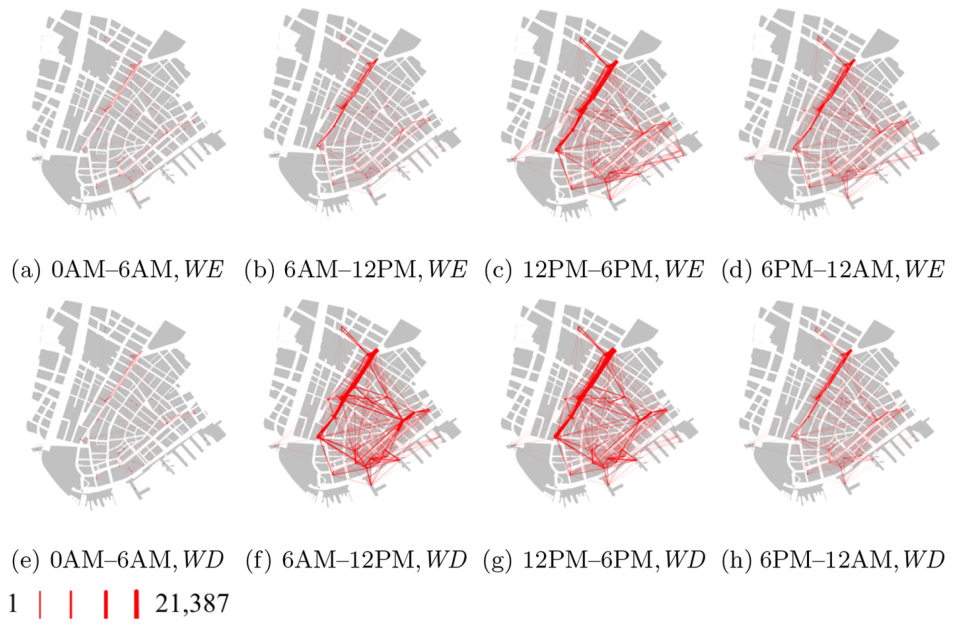 (a) 0AM–6AM, WE (b) 6AM–12PM, WE (c) 12PM–6PM, WE (d) 6PM–12AM, WE
(e) 0AM–6AM, WD (f) 6AM–12PM, WD (g) 12PM–6PM, WD (h) 6PM–12AM, WD
1 21,387